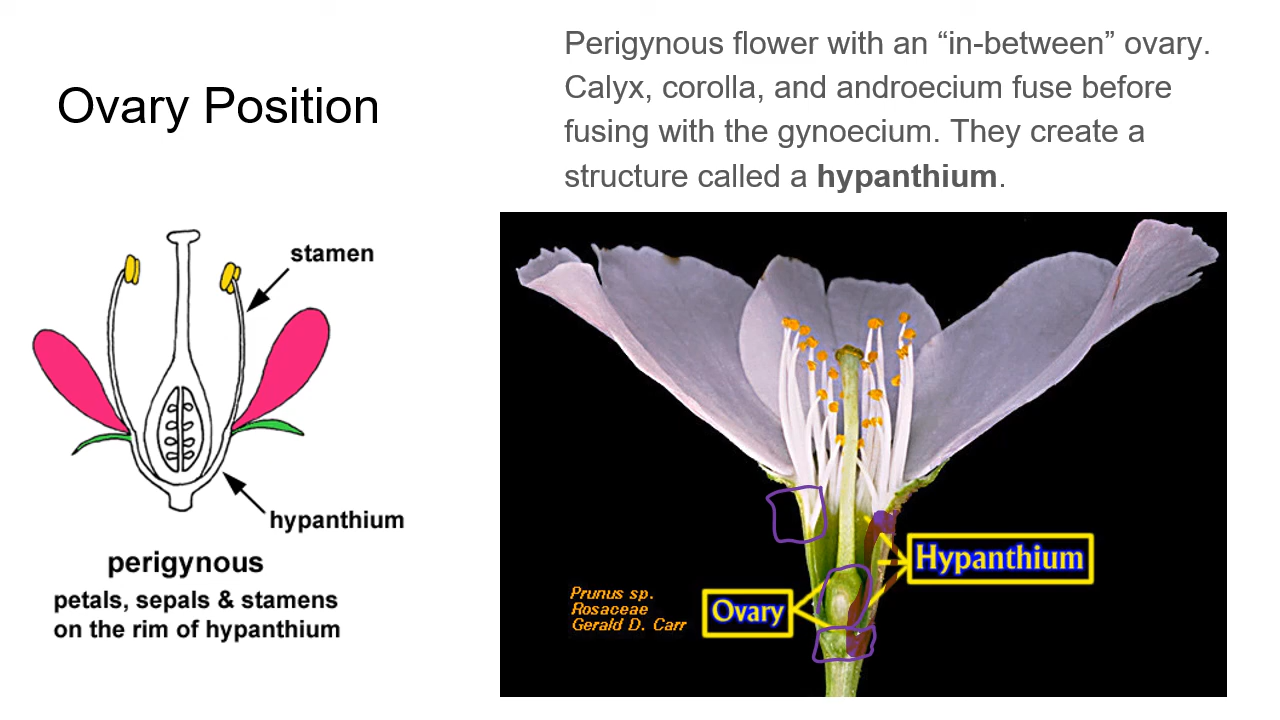 Ovary Position
Perigynous flower with an “in-between” ovary.
Calyx, corolla, and androecium fuse before
fusing with the gynoecium. They create a
structure called a hypanthium.
stamen
hypanthium
perigynous
petals, sepals & stamens
on the rim of hypanthium
Hypanthium
Ovary
Prunus sp.
Rosaceae
Gerald D. Carr